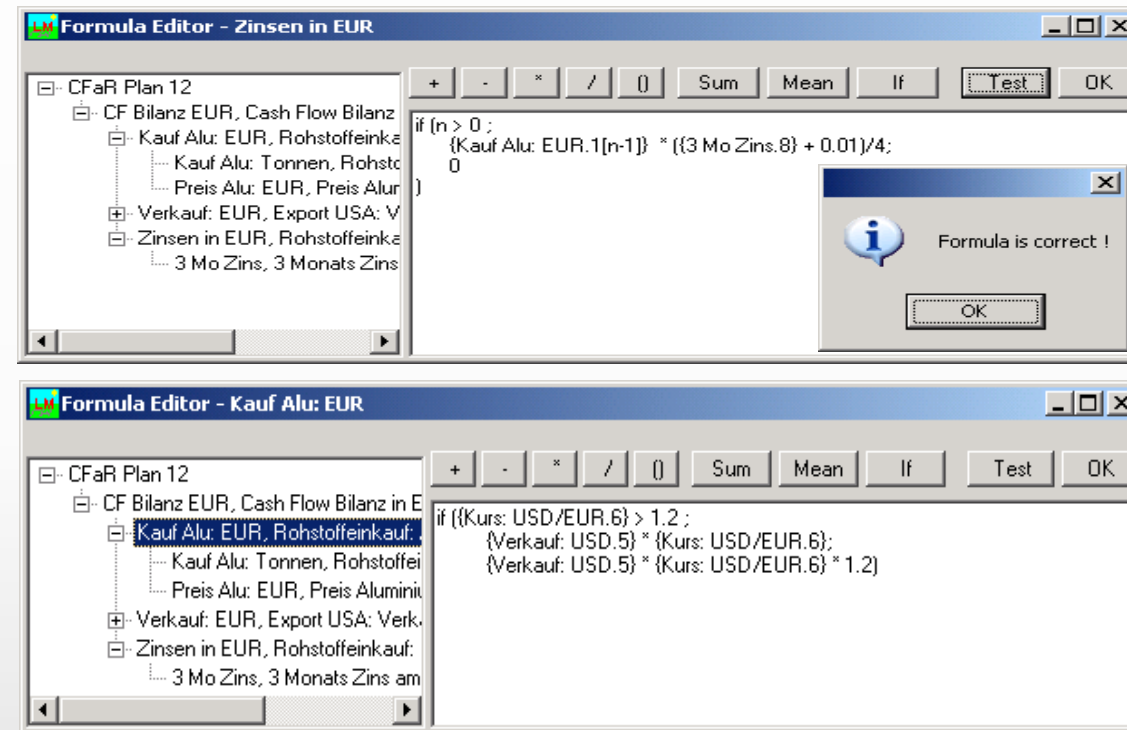 LM Formula Editor - Zinsen in EUR
+ - * / () Sum Mean If Test OK
CFaR Plan 12
CF Bilanz EUR, Cash Flow Bilanz
Kauf Alu: EUR, Rohstoffeinka
Kauf Alu: Tonnen, Rohsto
Preis Alu: EUR, Preis Alur
Verkauf: EUR, Export USA: V
Zinsen in EUR, Rohstoffeinka
3 Mo Zins, 3 Monats Zins
if (n > 0 ;
{Kauf Alu: EUR.1[n-1]} * ({3 Mo Zins.8} + 0.01)/4;
0
)
Formula is correct !
OK
LM Formula Editor - Kauf Alu: EUR
+ - * / () Sum Mean If Test OK
CFaR Plan 12
CF Bilanz EUR, Cash Flow Bilanz in E
Kauf Alu: EUR, Rohstoffeinkauf:
Kauf Alu: Tonnen, Rohstoffei
Preis Alu: EUR, Preis Aluminiu
Verkauf: EUR, Export USA: Verk
Zinsen in EUR, Rohstoffeinkauf:
3 Mo Zins, 3 Monats Zins am
if ({Kurs: USD/EUR.6} > 1.2 ;
{Verkauf: USD.5} * {Kurs: USD/EUR.6};
{Verkauf: USD.5} * {Kurs: USD/EUR.6} * 1.2)